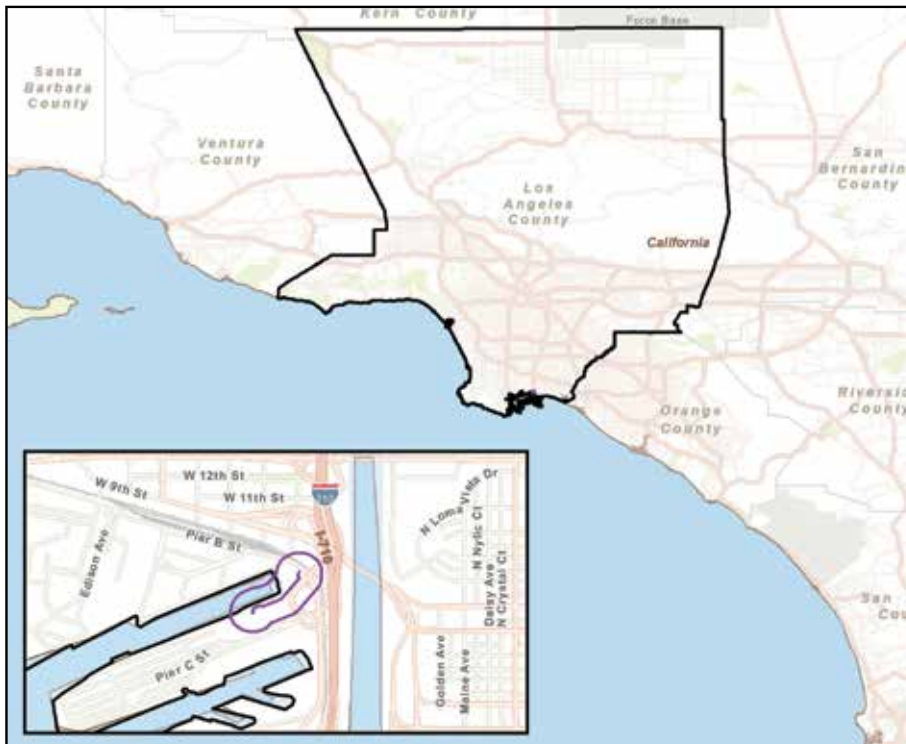 Kern County
Force Base
Santa
Barbara
County
Ventura
County
Los
Angeles
County
San
Bernardino
County
California
Orange
County
Riversid
County
San
Cou
W 12th St
W 9th St
W 11th St
Pier B St
Edison Ave
I-710
N Loma Vista Dr
N Nylic Ct
Daisy Ave
N Crystal Ct
Pier C St
Golden Ave
Maine Ave